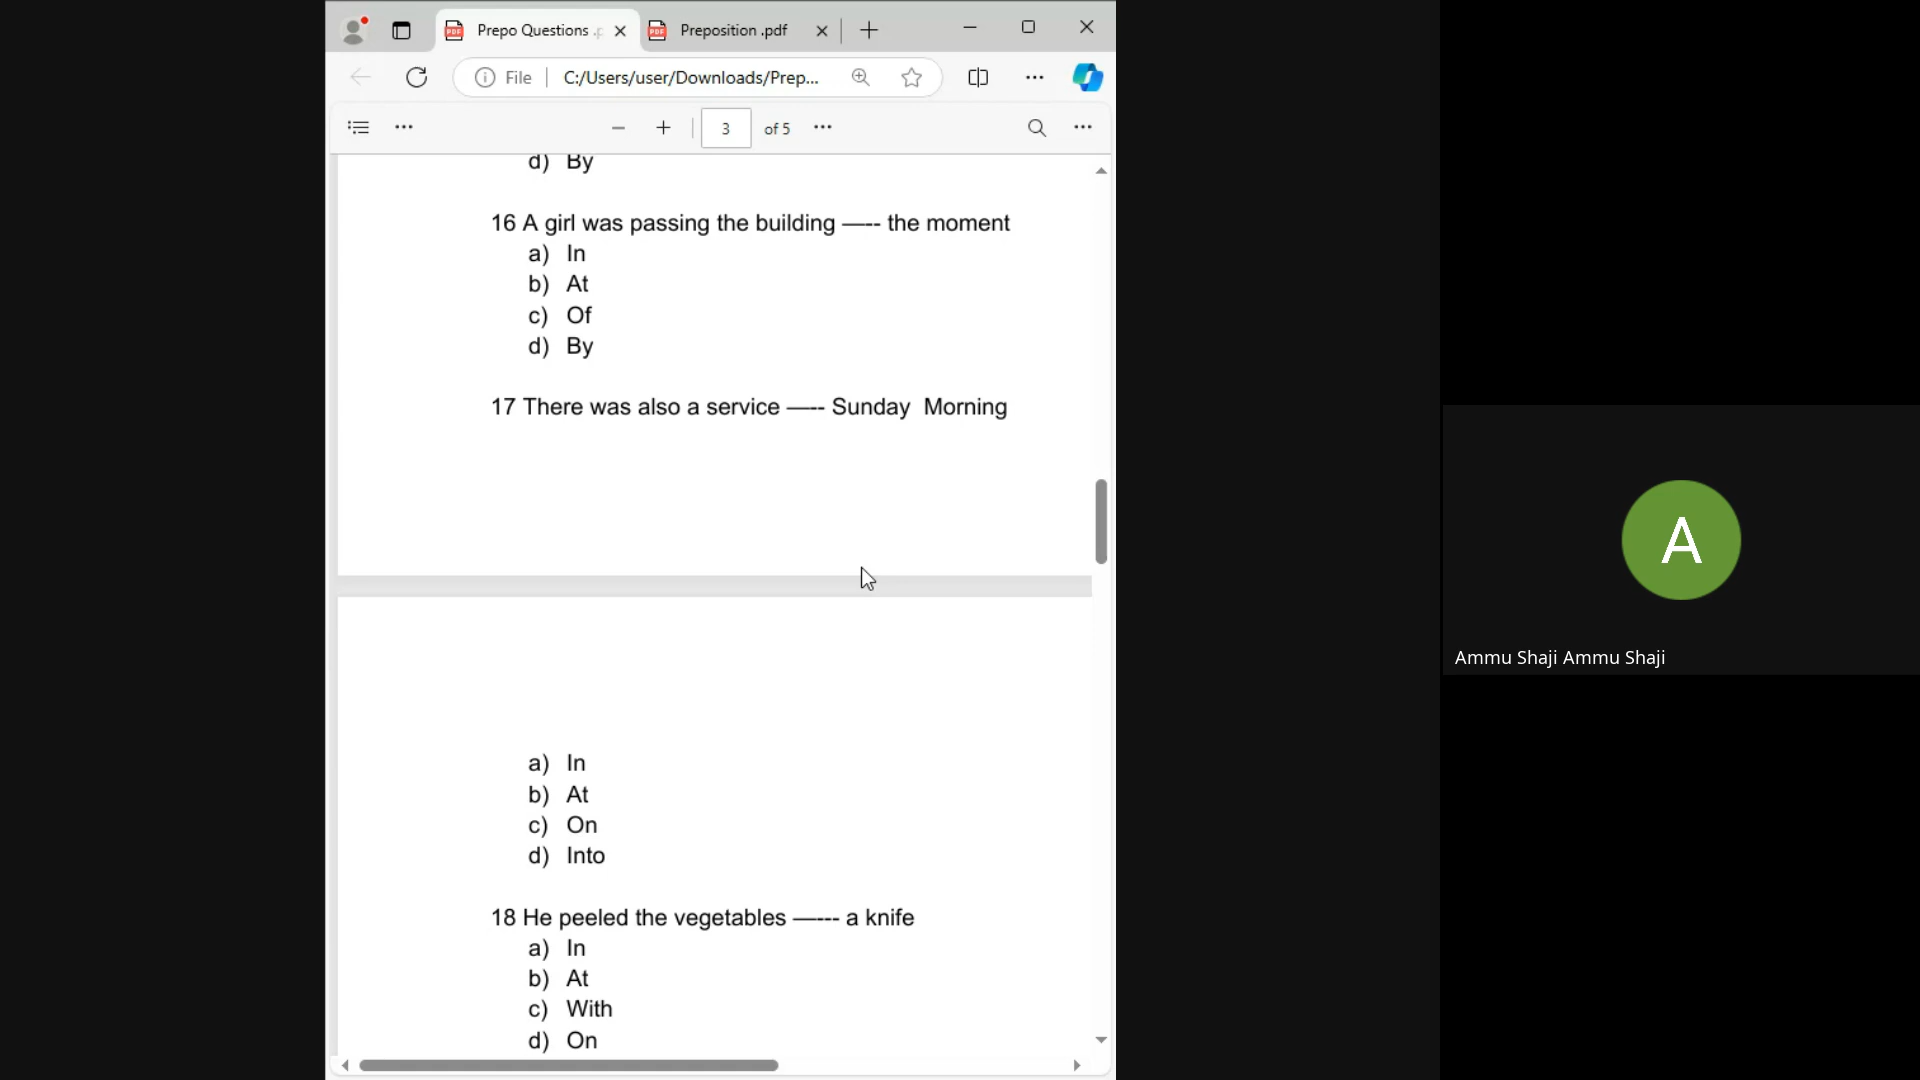 Prepo Questions .p
Preposition .pdf
File
C:/Users/user/Downloads/Prep...
3 of 5
d) By
16 A girl was passing the building —-- the moment
a) In
b) At
c) Of
d) By
17 There was also a service —-- Sunday Morning
a) In
b) At
c) On
d) Into
18 He peeled the vegetables —--- a knife
a) In
b) At
c) With
d) On
A
Ammu Shaji Ammu Shaji